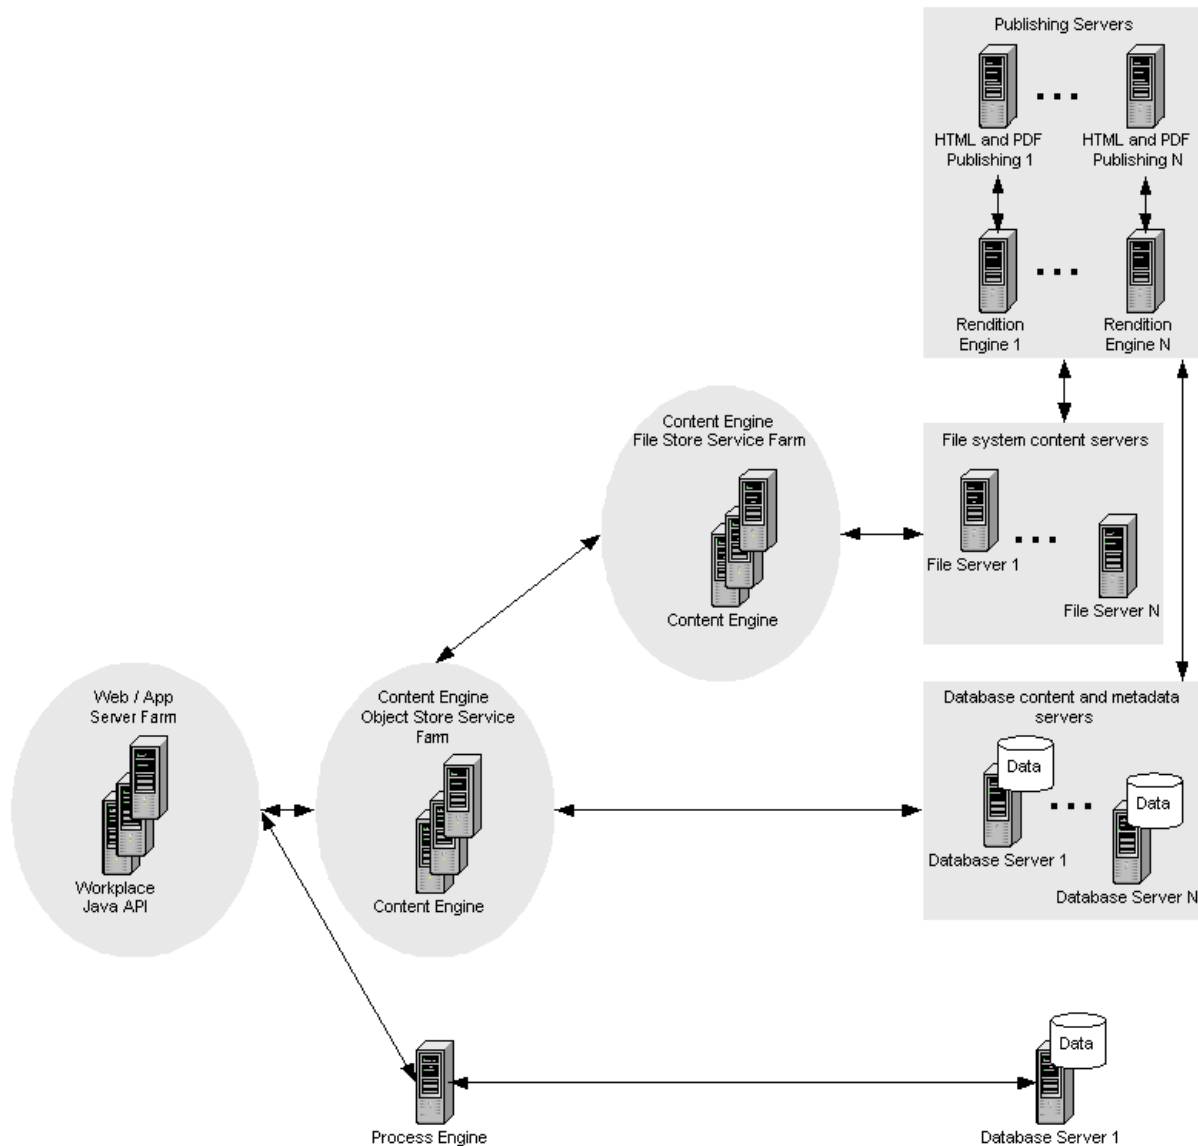 Publishing Servers
HTML and PDF
Publishing 1
HTML and PDF
Publishing N
Rendition
Engine 1
Rendition
Engine N
Content Engine
File Store Service Farm
Content Engine
File system content servers
File Server 1
File Server N
Web / App
Server Farm
Workplace
Java API
Content Engine
Object Store Service
Farm
Content Engine
Database content and metadata
servers
Data
Database Server 1
Data
Database Server N
Process Engine
Data
Database Server 1